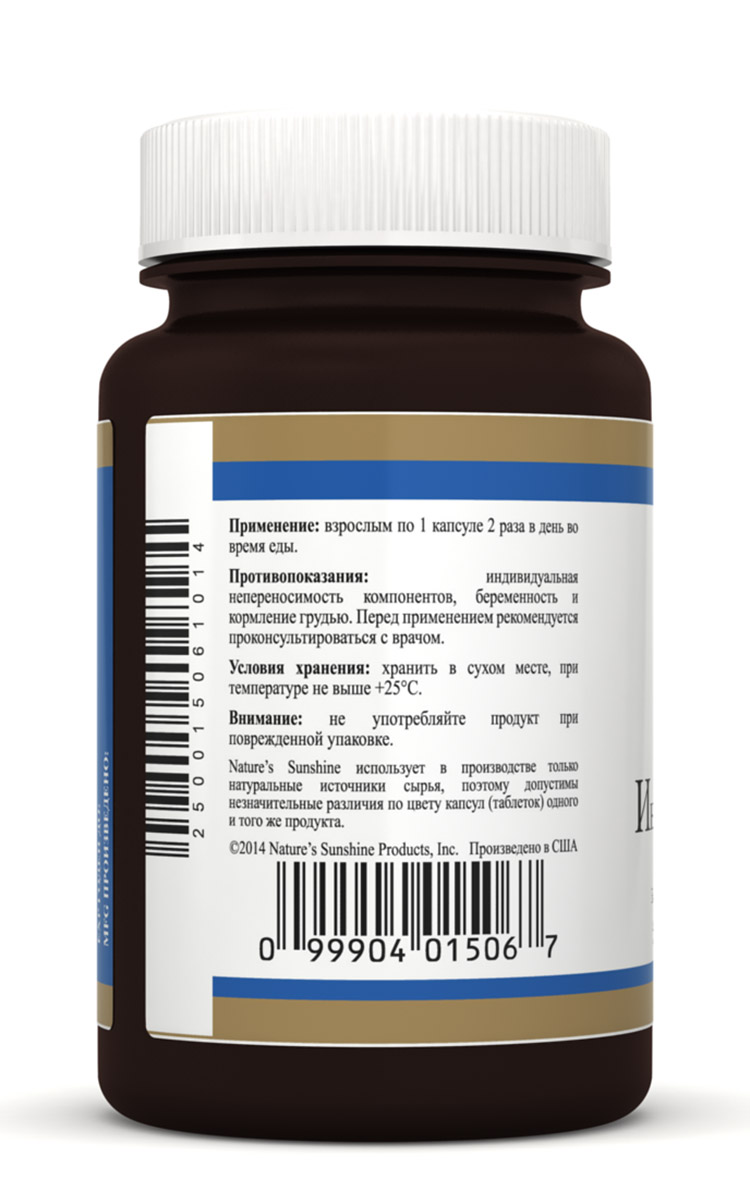 Применение: взрослым по 1 капсуле 2 раза в день во
время еды.
Противопоказания: индивидуальная
непереносимость компонентов, беременность и
кормление грудью. Перед применением рекомендуется
проконсультироваться с врачом.
Условия хранения: хранить в сухом месте, при
температуре не выше +25°C.
Внимание: не употребляйте продукт при
поврежденной упаковке.
Nature's Sunshine использует в производстве только
натуральные источники сырья, поэтому допустимы
незначительные различия по цвету капсул (таблеток) одного
и того же продукта.
©2014 Nature's Sunshine Products, Inc. Произведено в США
0 99904 01506 7
250015061014
MFG ПРОИЗВЕДЕНО: